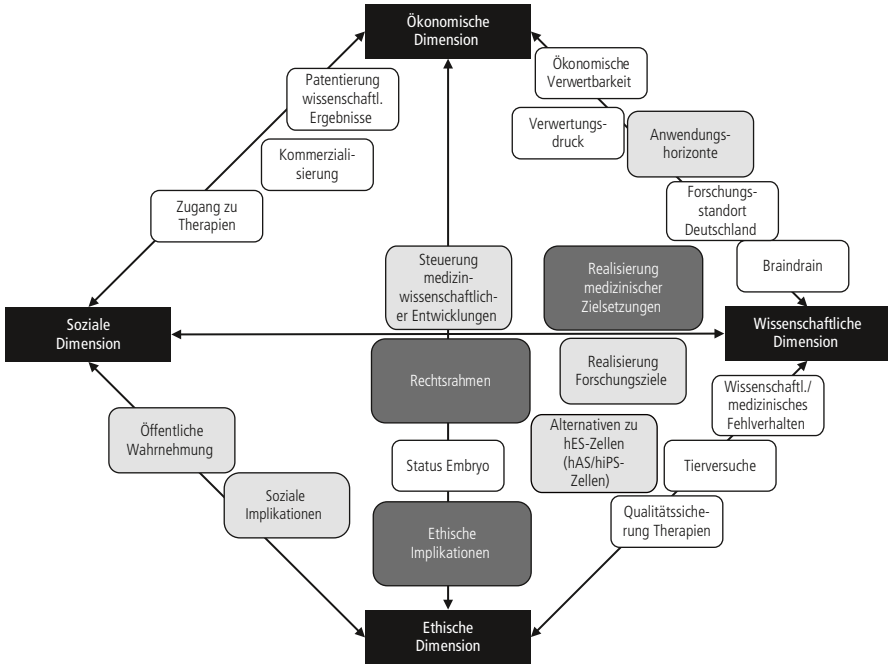 Ökonomische
Dimension
Ökonomische
Verwertbarkeit
Patentierung
wissenschaftl.
Ergebnisse
Verwertungs-
druck
Anwendungs-
horizonte
Kommerziali-
sierung
Zugang zu
Therapien
Forschungs-
standort
Deutschland
Braindrain
Steuerung
medizin-
wissenschaftlich-
er Entwicklungen
Realisierung
medizinischer
Zielsetzungen
Soziale
Dimension
Wissenschaftliche
Dimension
Rechtsrahmen
Realisierung
Forschungsziele
Wissenschaftl./
medizinisches
Fehlverhalten
Öffentliche
Wahrnehmung
Status Embryo
Alternativen zu
hES-Zellen
(hAS/hiPS-
Zellen)
Tierversuche
Soziale
Implikationen
Qualitätssiche-
rung Therapien
Ethische
Implikationen
Ethische
Dimension